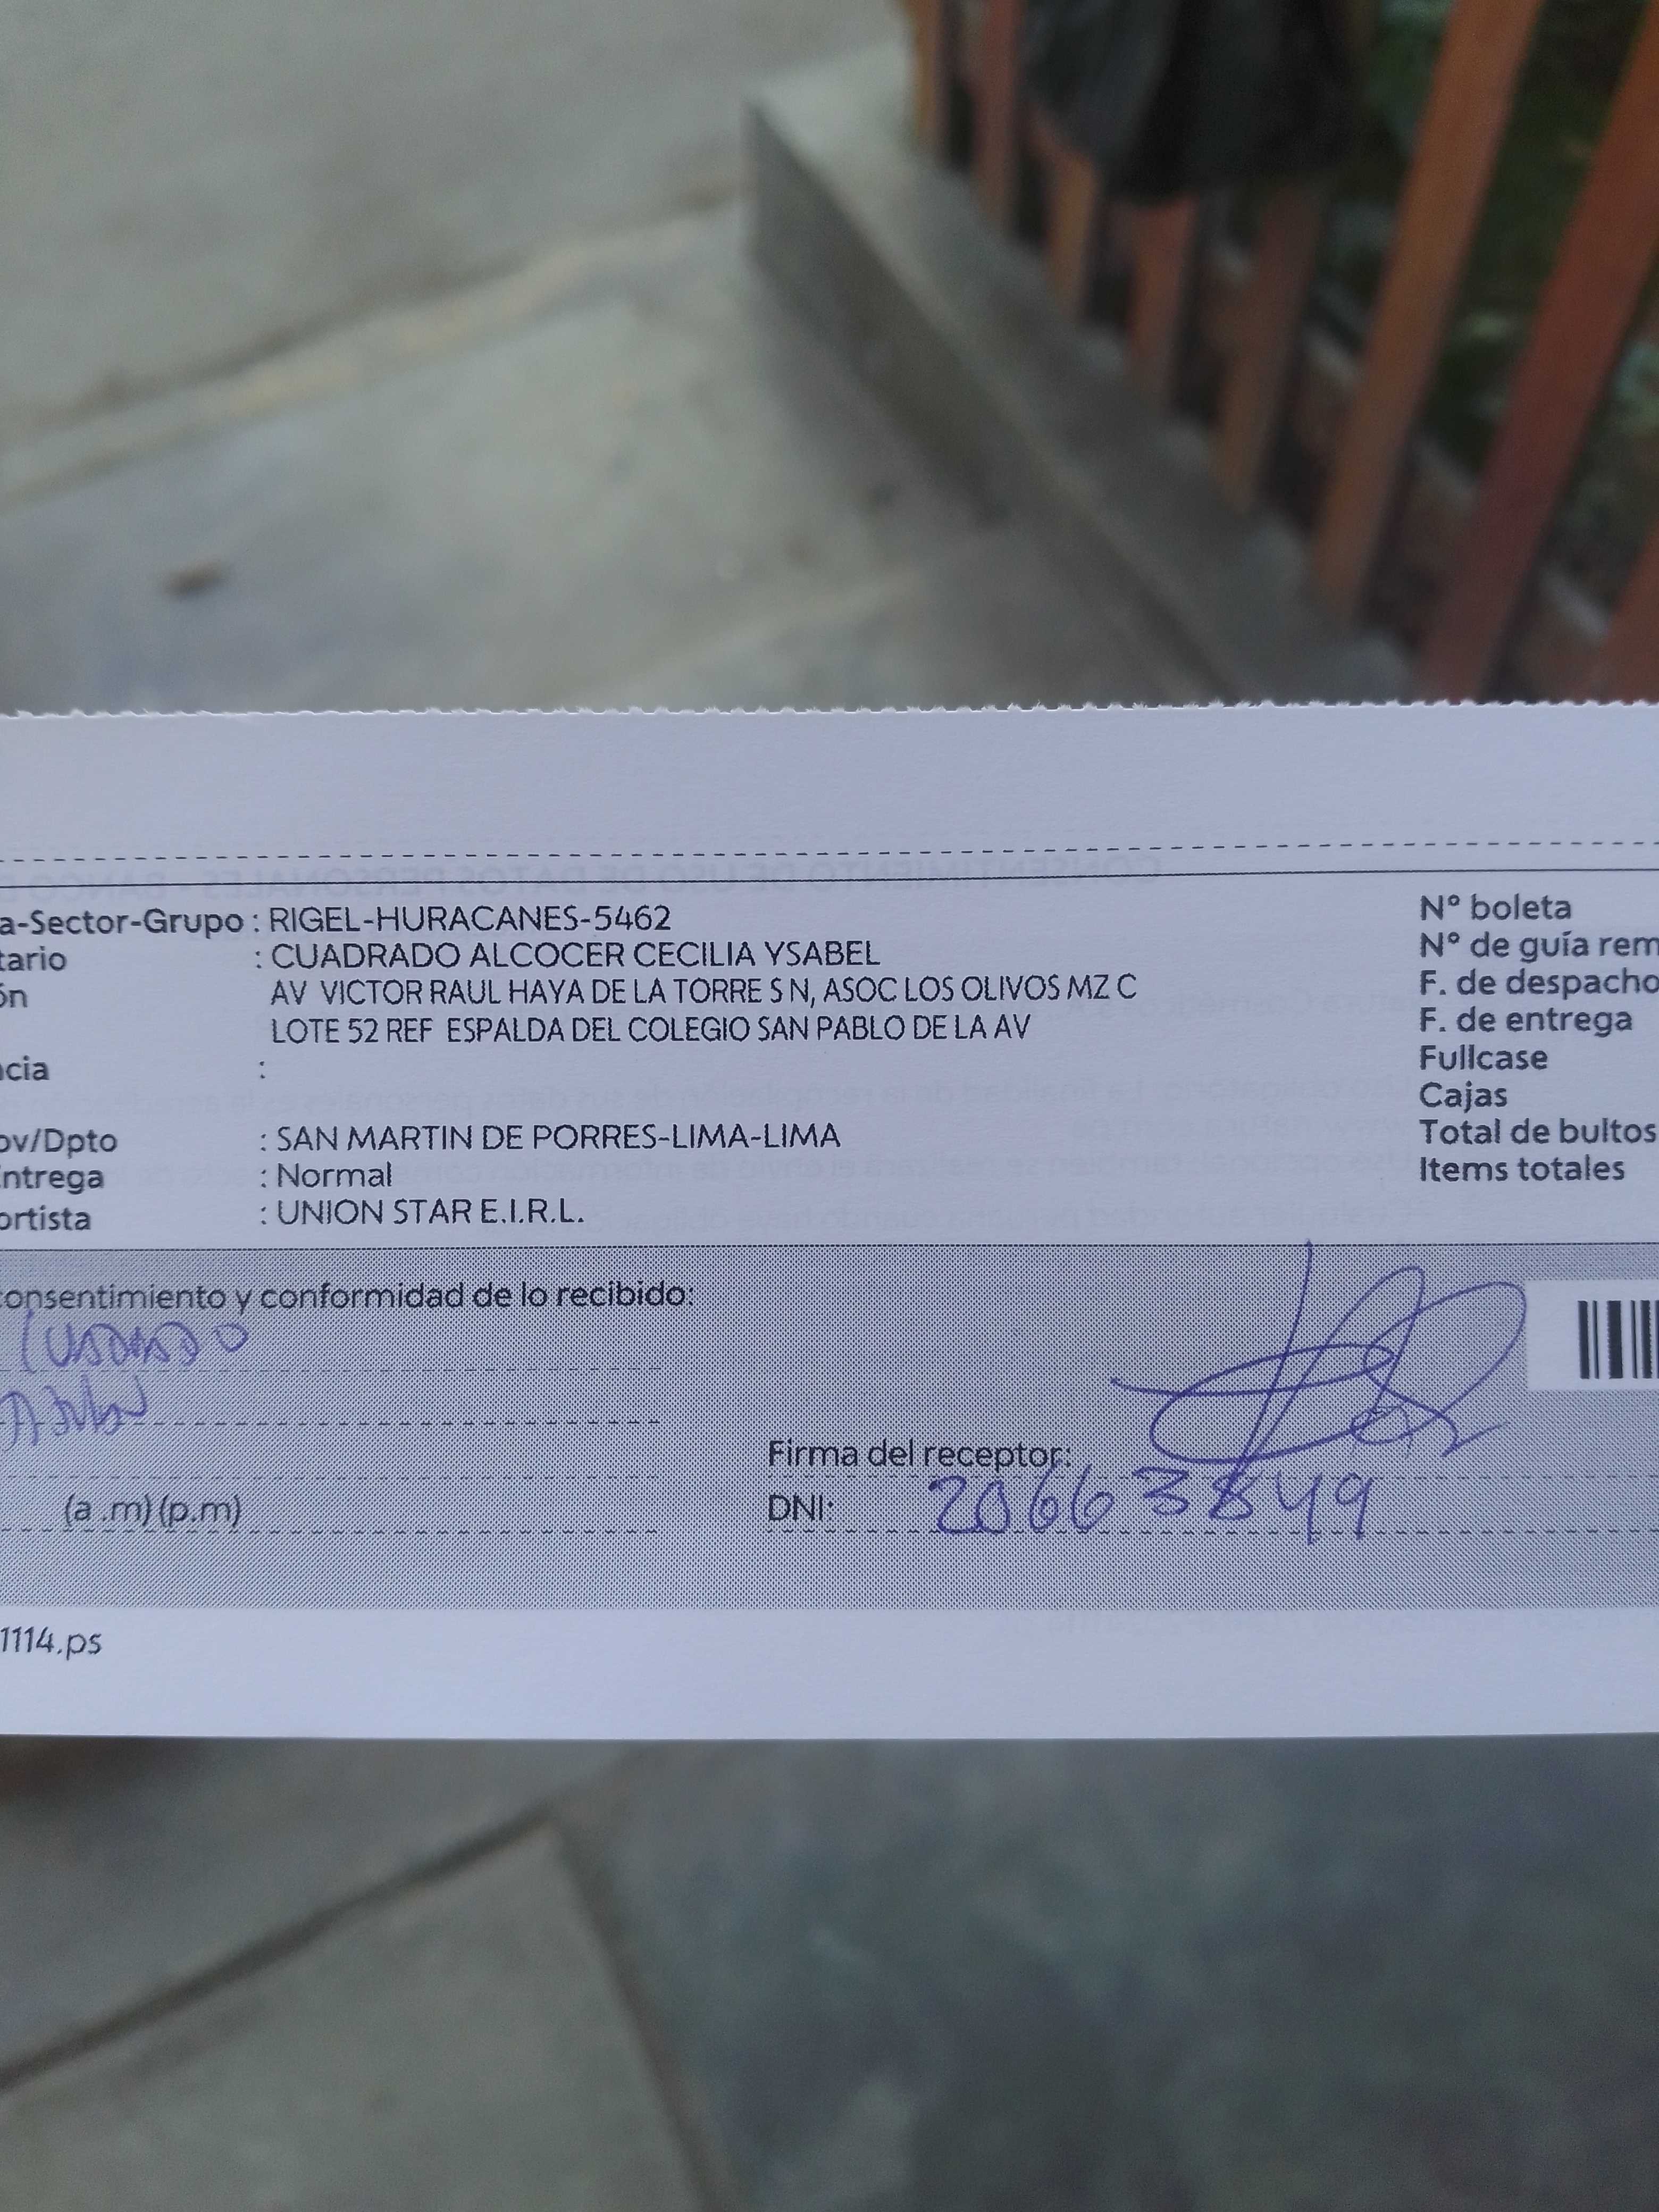 a-Sector-Grupo : RIGEL-HURACANES-5462
tario : CUADRADO ALCOCER CECILIA YSABEL
ón AV VICTOR RAUL HAYA DE LA TORRE S N, ASOC LOS OLIVOS MZ C
LOTE 52 REF ESPALDA DEL COLEGIO SAN PABLO DE LA AV
cia :
ov/Dpto : SAN MARTIN DE PORRES-LIMA-LIMA
ntrega : Normal
ortista : UNION STAR E.I.R.L.
N° boleta
N° de guía rem
F. de despacho
F. de entrega
Fullcase
Cajas
Total de bultos
Items totales
consentimiento y conformidad de lo recibido:
Firma del receptor:
(a .m) (p.m)
DNI: 20663849
1114.ps